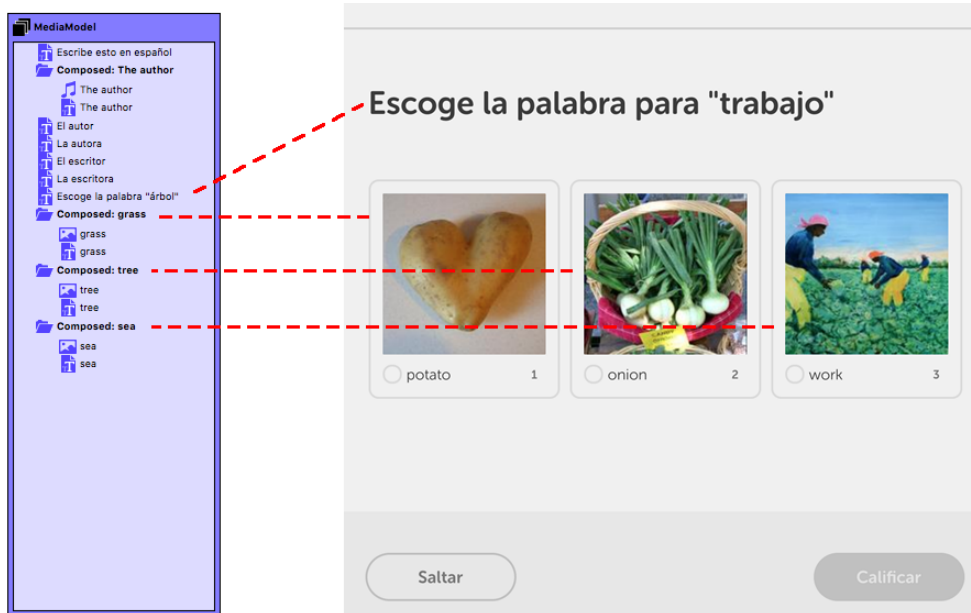 MediaModel
Escribe esto en español
Composed: The author
The author
The author
El autor
La autora
El escritor
La escritora
Escoge la palabra "árbol"
Composed: grass
grass
grass
Composed: tree
tree
tree
Composed: sea
sea
sea
Escoge la palabra para "trabajo"
potato 1
onion 2
work 3
Saltar
Calificar